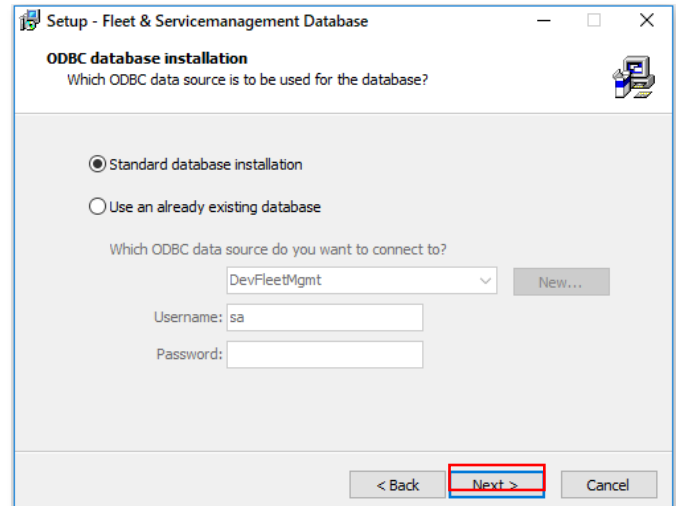 Setup - Fleet & Servicemanagement Database
ODBC database installation
Which ODBC data source is to be used for the database?
Standard database installation
Use an already existing database
Which ODBC data source do you want to connect to?
DevFleetMgmt
New...
Username: sa
Password:
< Back Next > Cancel